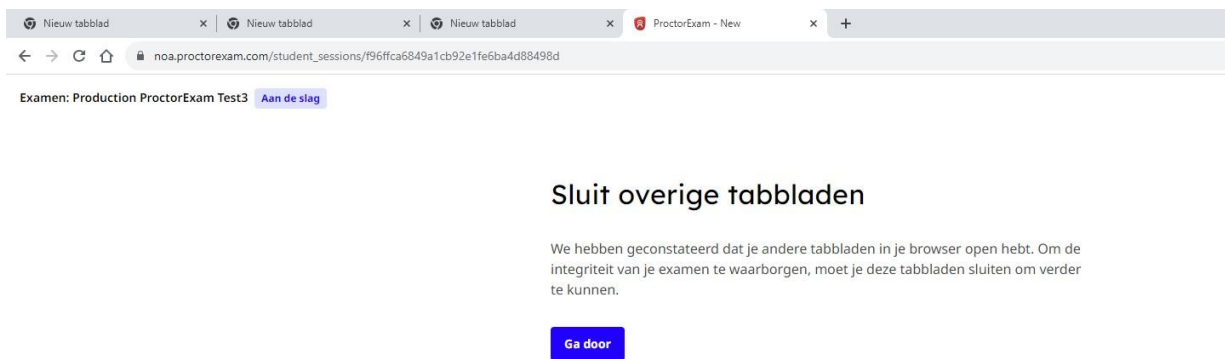 Nieuw tabblad Nieuw tabblad Nieuw tabblad ProctorExam - New
noa.proctorexam.com/student_sessions/f96ffca6849a1cb92e1fe6ba4d88498d
Examen: Production ProctorExam Test3 Aan de slag
Sluit overige tabbladen
We hebben geconstateerd dat je andere tabbladen in je browser open hebt. Om de
integriteit van je examen te waarborgen, moet je deze tabbladen sluiten om verder
te kunnen.
Ga door